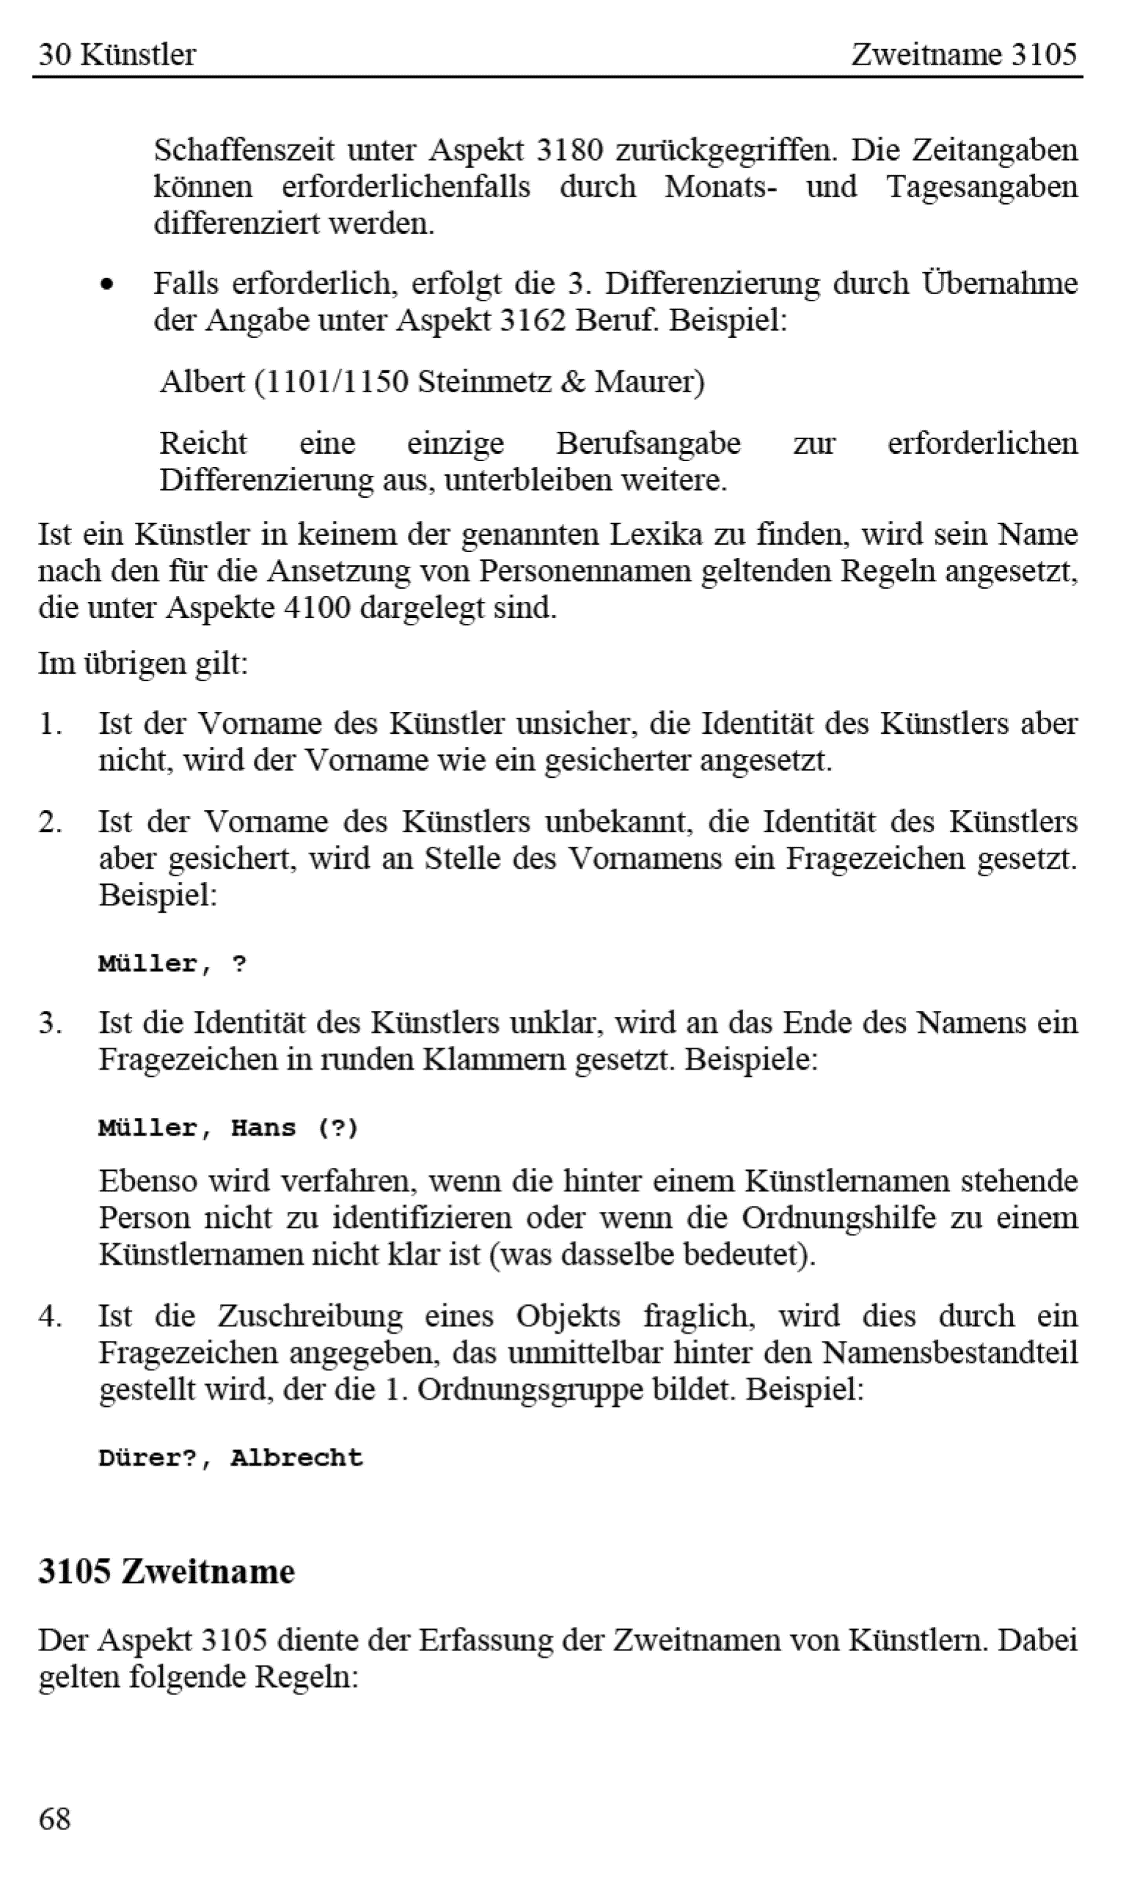 30 Künstler Zweitname 3105
Schaffenszeit unter Aspekt 3180 zurückgegriffen. Die Zeitangaben
können erforderlichenfalls durch Monats- und Tagesangaben
differenziert werden.
• Falls erforderlich, erfolgt die 3. Differenzierung durch Übernahme
der Angabe unter Aspekt 3162 Beruf. Beispiel:
Albert (1101/1150 Steinmetz & Maurer)
Reicht eine einzige Berufsangabe zur erforderlichen
Differenzierung aus, unterbleiben weitere.
Ist ein Künstler in keinem der genannten Lexika zu finden, wird sein Name
nach den für die Ansetzung von Personennamen geltenden Regeln angesetzt,
die unter Aspekte 4100 dargelegt sind.
Im übrigen gilt:
1. Ist der Vorname des Künstler unsicher, die Identität des Künstlers aber
nicht, wird der Vorname wie ein gesicherter angesetzt.
2. Ist der Vorname des Künstlers unbekannt, die Identität des Künstlers
aber gesichert, wird an Stelle des Vornamens ein Fragezeichen gesetzt.
Beispiel:
Müller, ?
3. Ist die Identität des Künstlers unklar, wird an das Ende des Namens ein
Fragezeichen in runden Klammern gesetzt. Beispiele:
Müller, Hans (?)
Ebenso wird verfahren, wenn die hinter einem Künstlernamen stehende
Person nicht zu identifizieren oder wenn die Ordnungshilfe zu einem
Künstlernamen nicht klar ist (was dasselbe bedeutet).
4. Ist die Zuschreibung eines Objekts fraglich, wird dies durch ein
Fragezeichen angegeben, das unmittelbar hinter den Namensbestandteil
gestellt wird, der die 1. Ordnungsgruppe bildet. Beispiel:
Dürer?, Albrecht
3105 Zweitname
Der Aspekt 3105 diente der Erfassung der Zweitnamen von Künstlern. Dabei
gelten folgende Regeln:
68